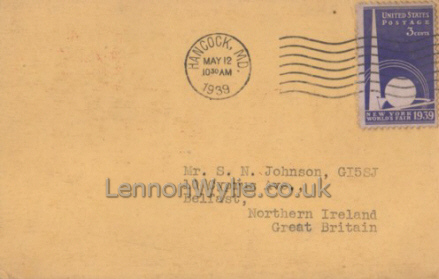 HANCOCK, MD.
MAY 12
10 30 AM
1939
UNITED STATES
POSTAGE
3 CENTS
NEW YORK
WORLD'S FAIR 1939
Mr. S. N. Johnson, GI5SJ
Ave.,
LennonWylie.co.uk
Belfast,
Northern Ireland
Great Britain